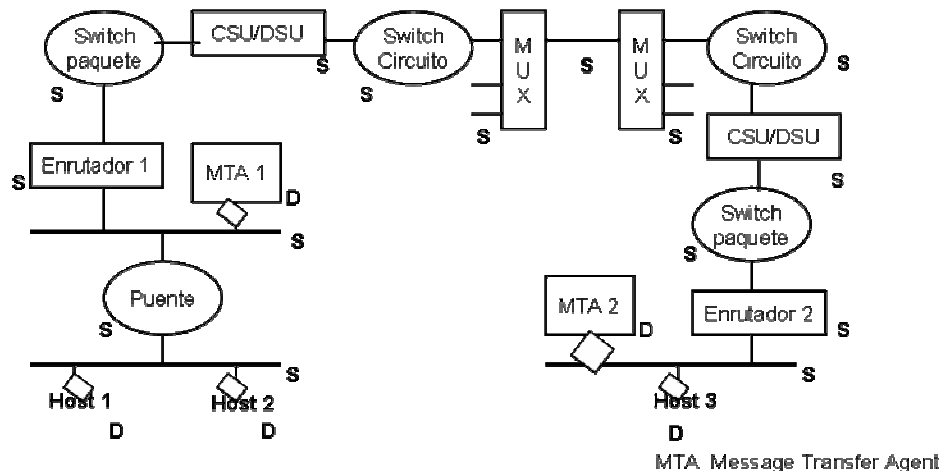 Switch
paquete
S
CSU/DSU
S
Switch
Circuito
S
M
U
X
S
S
M
U
X
S
Switch
Circuito
S
CSU/DSU
S
Switch
paquete
S
Enrutador 1
S
MTA 1
D
S
Puente
S
S
Host 1
D
Host 2
D
MTA 2
D
Enrutador 2
S
S
Host 3
D
MTA Message Transfer Agent